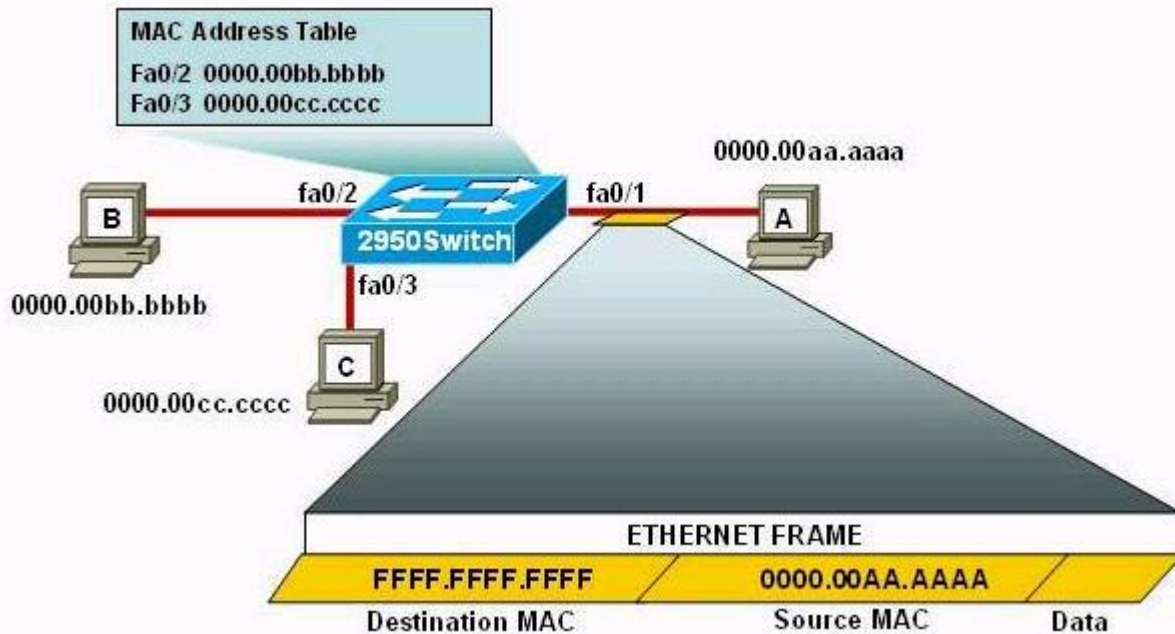 MAC Address Table
Fa0/2 0000.00bb.bbbb
Fa0/3 0000.00cc.cccc
0000.00aa.aaaa
fa0/2
fa0/1
B
A
2950Switch
0000.00bb.bbbb
fa0/3
C
0000.00cc.cccc
ETHERNET FRAME
FFFF.FFFF.FFFF 0000.00AA.AAAA
Destination MAC Source MAC Data